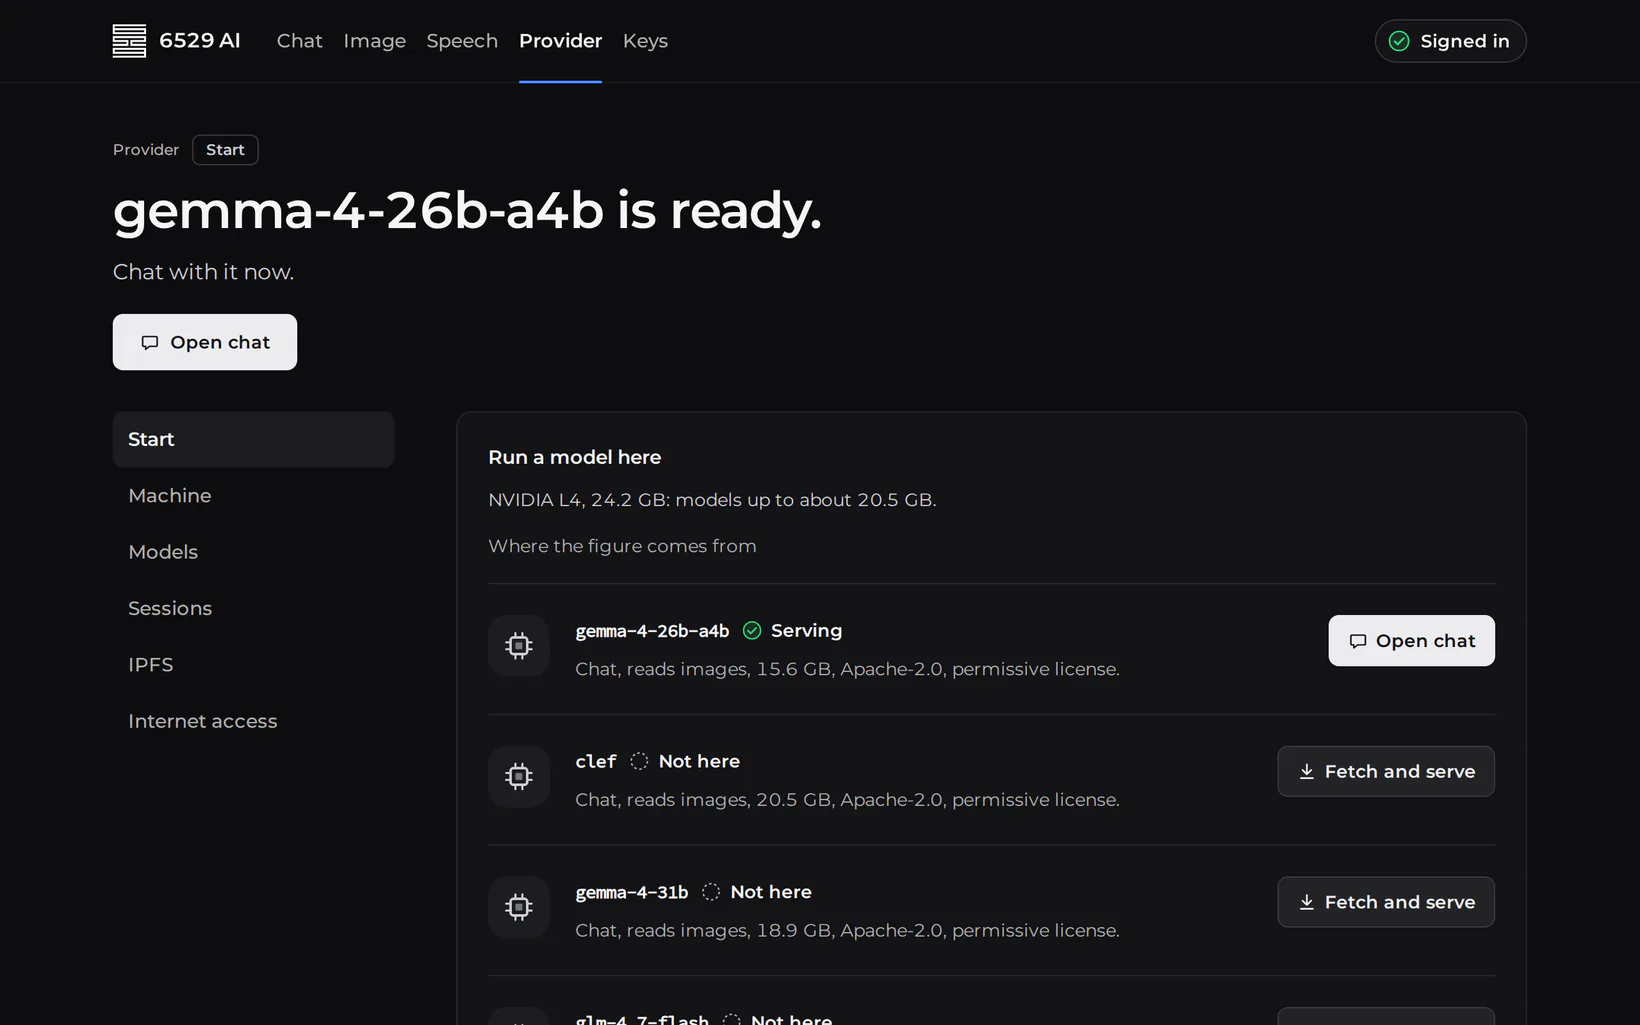 6529 AI
Chat
Image
Speech
Provider
Keys
Signed in
Provider
Start
gemma-4-26b-a4b is ready.
Chat with it now.
Open chat
Start
Machine
Models
Sessions
IPFS
Internet access
Run a model here
NVIDIA L4, 24.2 GB: models up to about 20.5 GB.
Where the figure comes from
gemma-4-26b-a4b Serving
Chat, reads images, 15.6 GB, Apache-2.0, permissive license.
Open chat
clef Not here
Chat, reads images, 20.5 GB, Apache-2.0, permissive license.
Fetch and serve
gemma-4-31b Not here
Chat, reads images, 18.9 GB, Apache-2.0, permissive license.
Fetch and serve
glm-4.7-flash Not here